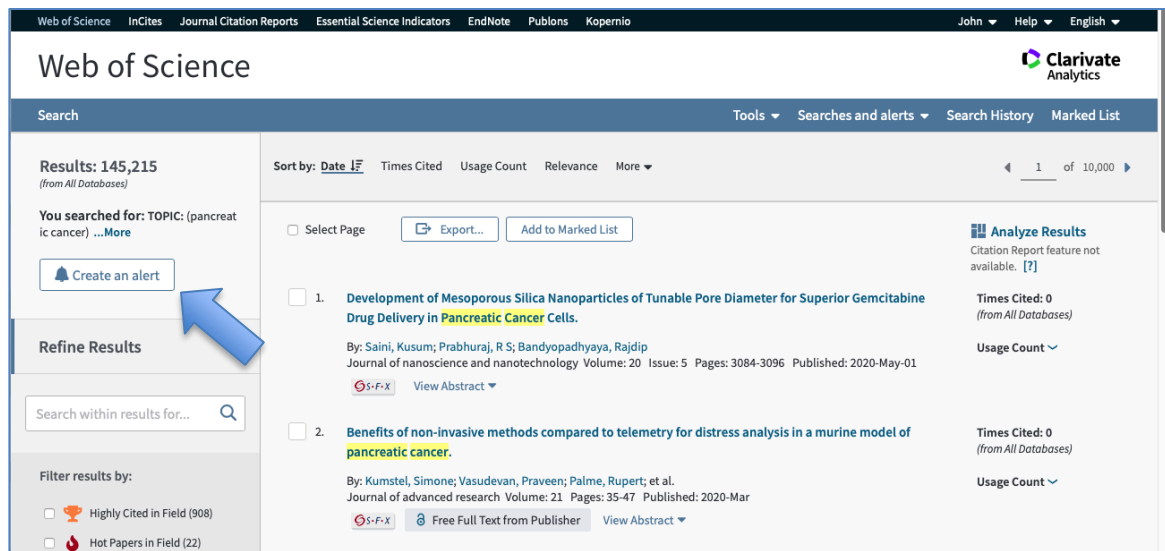 Web of Science InCites Journal Citation Reports Essential Science Indicators EndNote Publons Kopernio John Help English
Web of Science
Clarivate
Analytics
Search Tools Searches and alerts Search History Marked List
Results: 145,215
(from All Databases)
You searched for: TOPIC: (pancreat
ic cancer) ...More
Create an alert
Refine Results
Search within results for...
Filter results by:
Highly Cited in Field (908)
Hot Papers in Field (22)
Sort by: Date Times Cited Usage Count Relevance More
1 of 10,000
Select Page Export... Add to Marked List
Analyze Results
Citation Report feature not
available. [?]
1. Development of Mesoporous Silica Nanoparticles of Tunable Pore Diameter for Superior Gemcitabine
Drug Delivery in Pancreatic Cancer Cells.
By: Saini, Kusum; Prabhuraj, R S; Bandyopadhyaya, Rajdip
Journal of nanoscience and nanotechnology Volume: 20 Issue: 5 Pages: 3084-3096 Published: 2020-May-01
S·F·X View Abstract
Times Cited: 0
(from All Databases)
Usage Count
2. Benefits of non-invasive methods compared to telemetry for distress analysis in a murine model of
pancreatic cancer.
By: Kumstel, Simone; Vasudevan, Praveen; Palme, Rupert; et al.
Journal of advanced research Volume: 21 Pages: 35-47 Published: 2020-Mar
S·F·X Free Full Text from Publisher View Abstract
Times Cited: 0
(from All Databases)
Usage Count